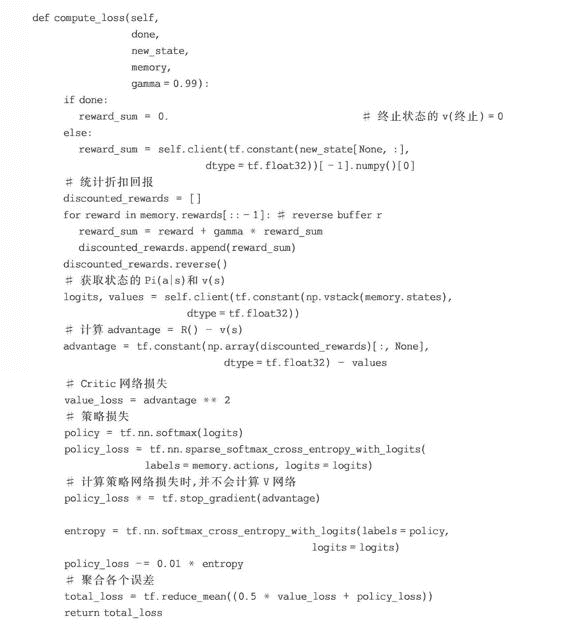 def compute_loss(self,
done,
new_state,
memory,
gamma = 0.99):
if done:
reward_sum = 0. # 终止状态的 v(终止) = 0
else:
reward_sum = self.client(tf.constant(new_state[None, :],
dtype = tf.float32))[ - 1].numpy()[0]
# 统计折扣回报
discounted_rewards = []
for reward in memory.rewards[:: - 1]: # reverse buffer r
reward_sum = reward + gamma * reward_sum
discounted_rewards.append(reward_sum)
discounted_rewards.reverse()
# 获取状态的 Pi(a|s)和 v(s)
logits, values = self.client(tf.constant(np.vstack(memory.states),
dtype = tf.float32))
# 计算 advantage = R() - v(s)
advantage = tf.constant(np.array(discounted_rewards)[:, None],
dtype = tf.float32) - values
# Critic 网络损失
value_loss = advantage ** 2
# 策略损失
policy = tf.nn.softmax(logits)
policy_loss = tf.nn.sparse_softmax_cross_entropy_with_logits(
labels = memory.actions, logits = logits)
# 计算策略网络损失时,并不会计算 V 网络
policy_loss * = tf.stop_gradient(advantage)
entropy = tf.nn.softmax_cross_entropy_with_logits(labels = policy,
logits = logits)
policy_loss -= 0.01 * entropy
# 聚合各个误差
total_loss = tf.reduce_mean((0.5 * value_loss + policy_loss))
return total_loss